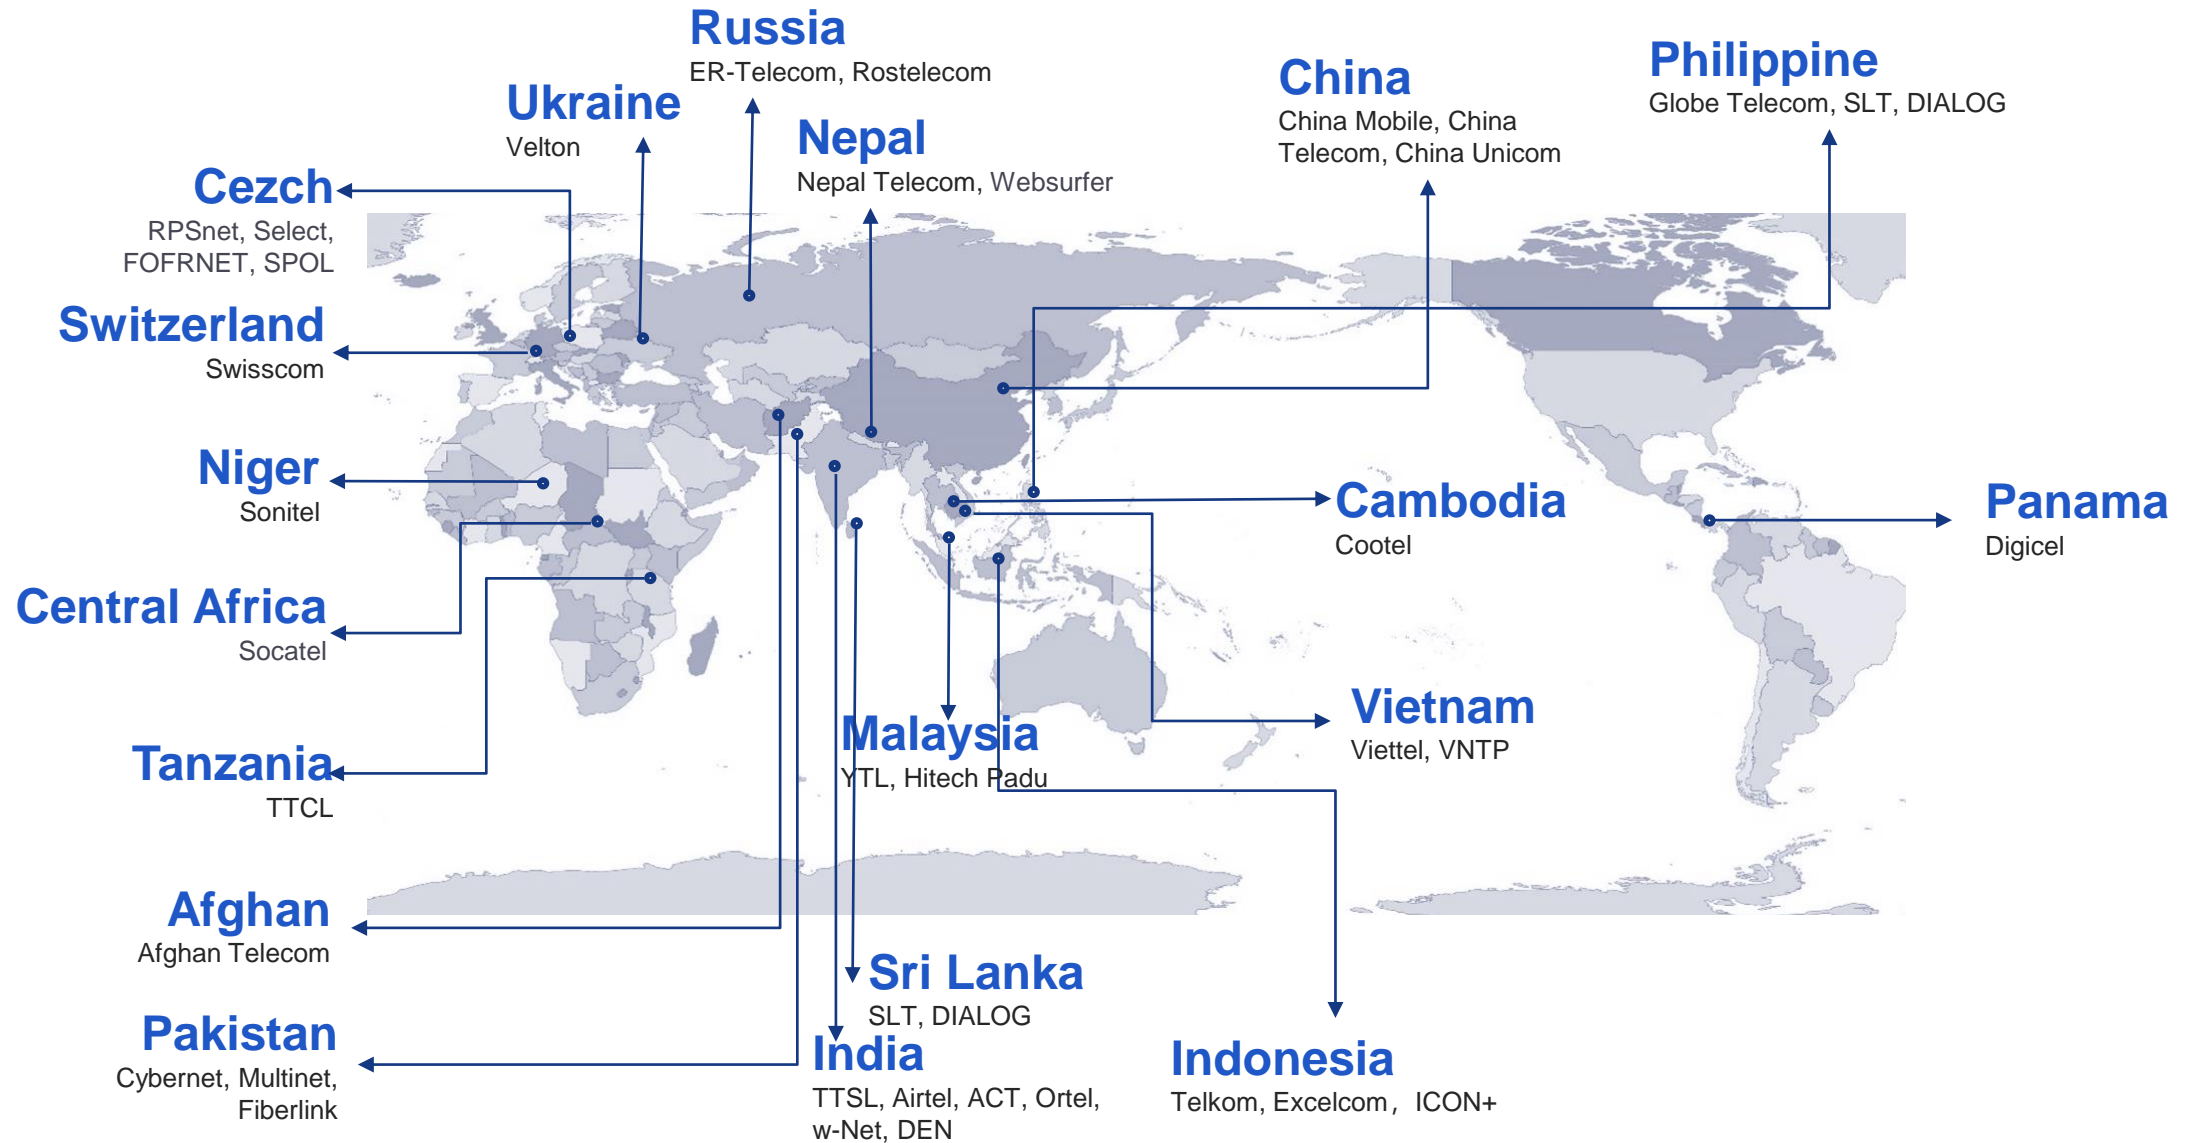 Russia
ER-Telecom, Rostelecom
Ukraine
Velton
Nepal
Nepal Telecom, Websurfer
China
China Mobile, China
Telecom, China Unicom
Philippine
Globe Telecom, SLT, DIALOG
Cezch
RPSnet, Select,
FOFRNET, SPOL
Switzerland
Swisscom
Niger
Sonitel
Central Africa
Socatel
Tanzania
TTCL
Afghan
Afghan Telecom
Pakistan
Cybernet, Multinet,
Fiberlink
Malaysia
YTL, Hitech Padu
Sri Lanka
SLT, DIALOG
India
TTSL, Airtel, ACT, Ortel,
w-Net, DEN
Indonesia
Telkom, Excelcom，ICON+
Cambodia
Cootel
Vietnam
Viettel, VNTP
Panama
Digicel